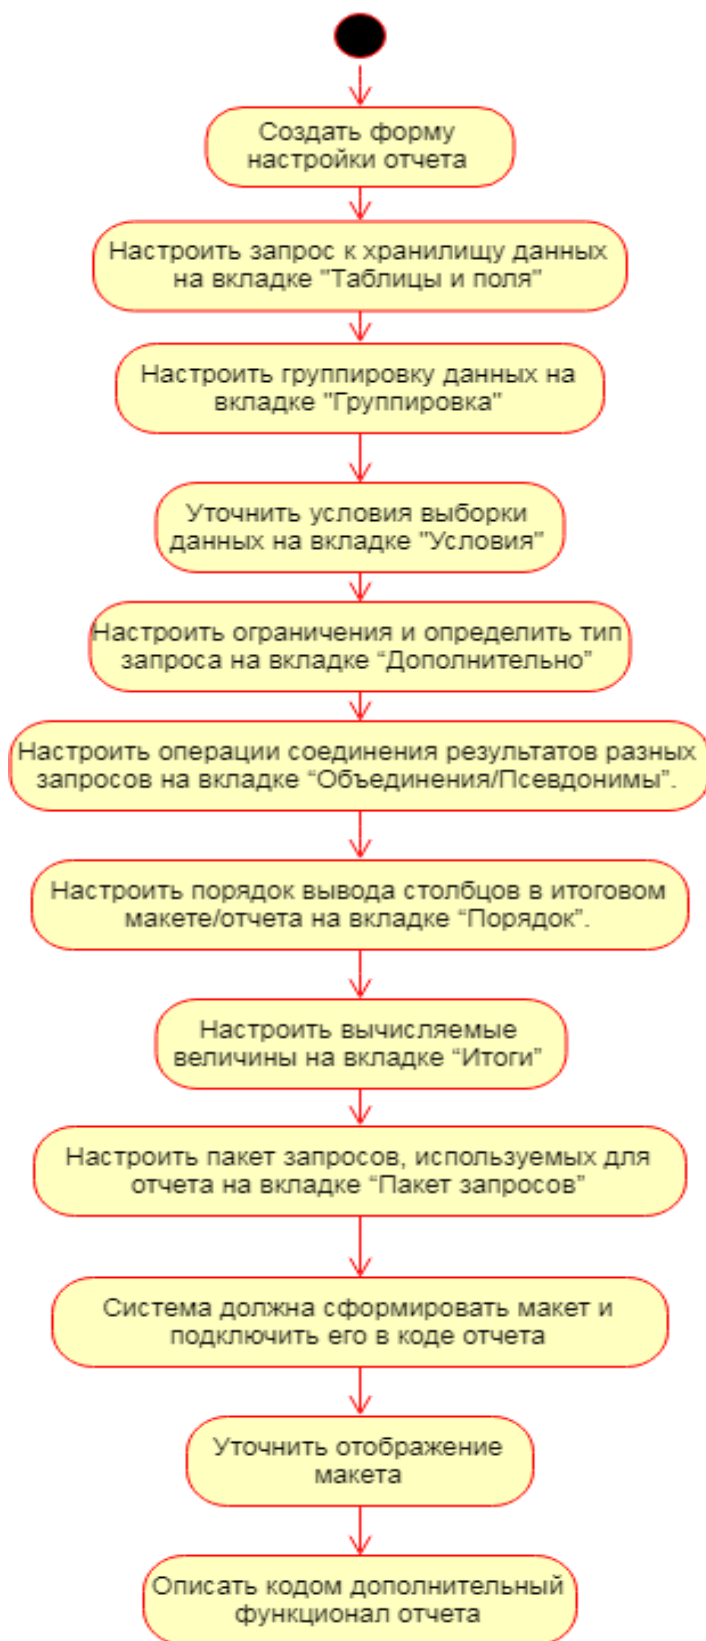 Создать форму
настройки отчета
Настроить запрос к хранилищу данных
на вкладке "Таблицы и поля"
Настроить группировку данных на
вкладке "Группировка"
Уточнить условия выборки
данных на вкладке "Условия"
Настроить ограничения и определить тип
запроса на вкладке “Дополнительно”
Настроить операции соединения результатов разных
запросов на вкладке “Объединения/Псевдонимы”.
Настроить порядок вывода столбцов в итоговом
макете/отчета на вкладке “Порядок”.
Настроить вычисляемые
величины на вкладке “Итоги”
Настроить пакет запросов, используемых для
отчета на вкладке “Пакет запросов”
Система должна сформировать макет и
подключить его в коде отчета
Уточнить отображение
макета
Описать кодом дополнительный
функционал отчета